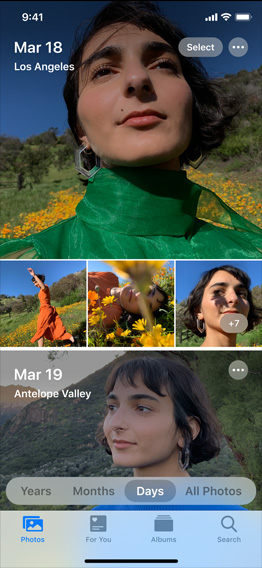 9:41
Mar 18
Select
Los Angeles
+7
Mar 19
Antelope Valley
Years Months Days All Photos
Photos For You Albums Search